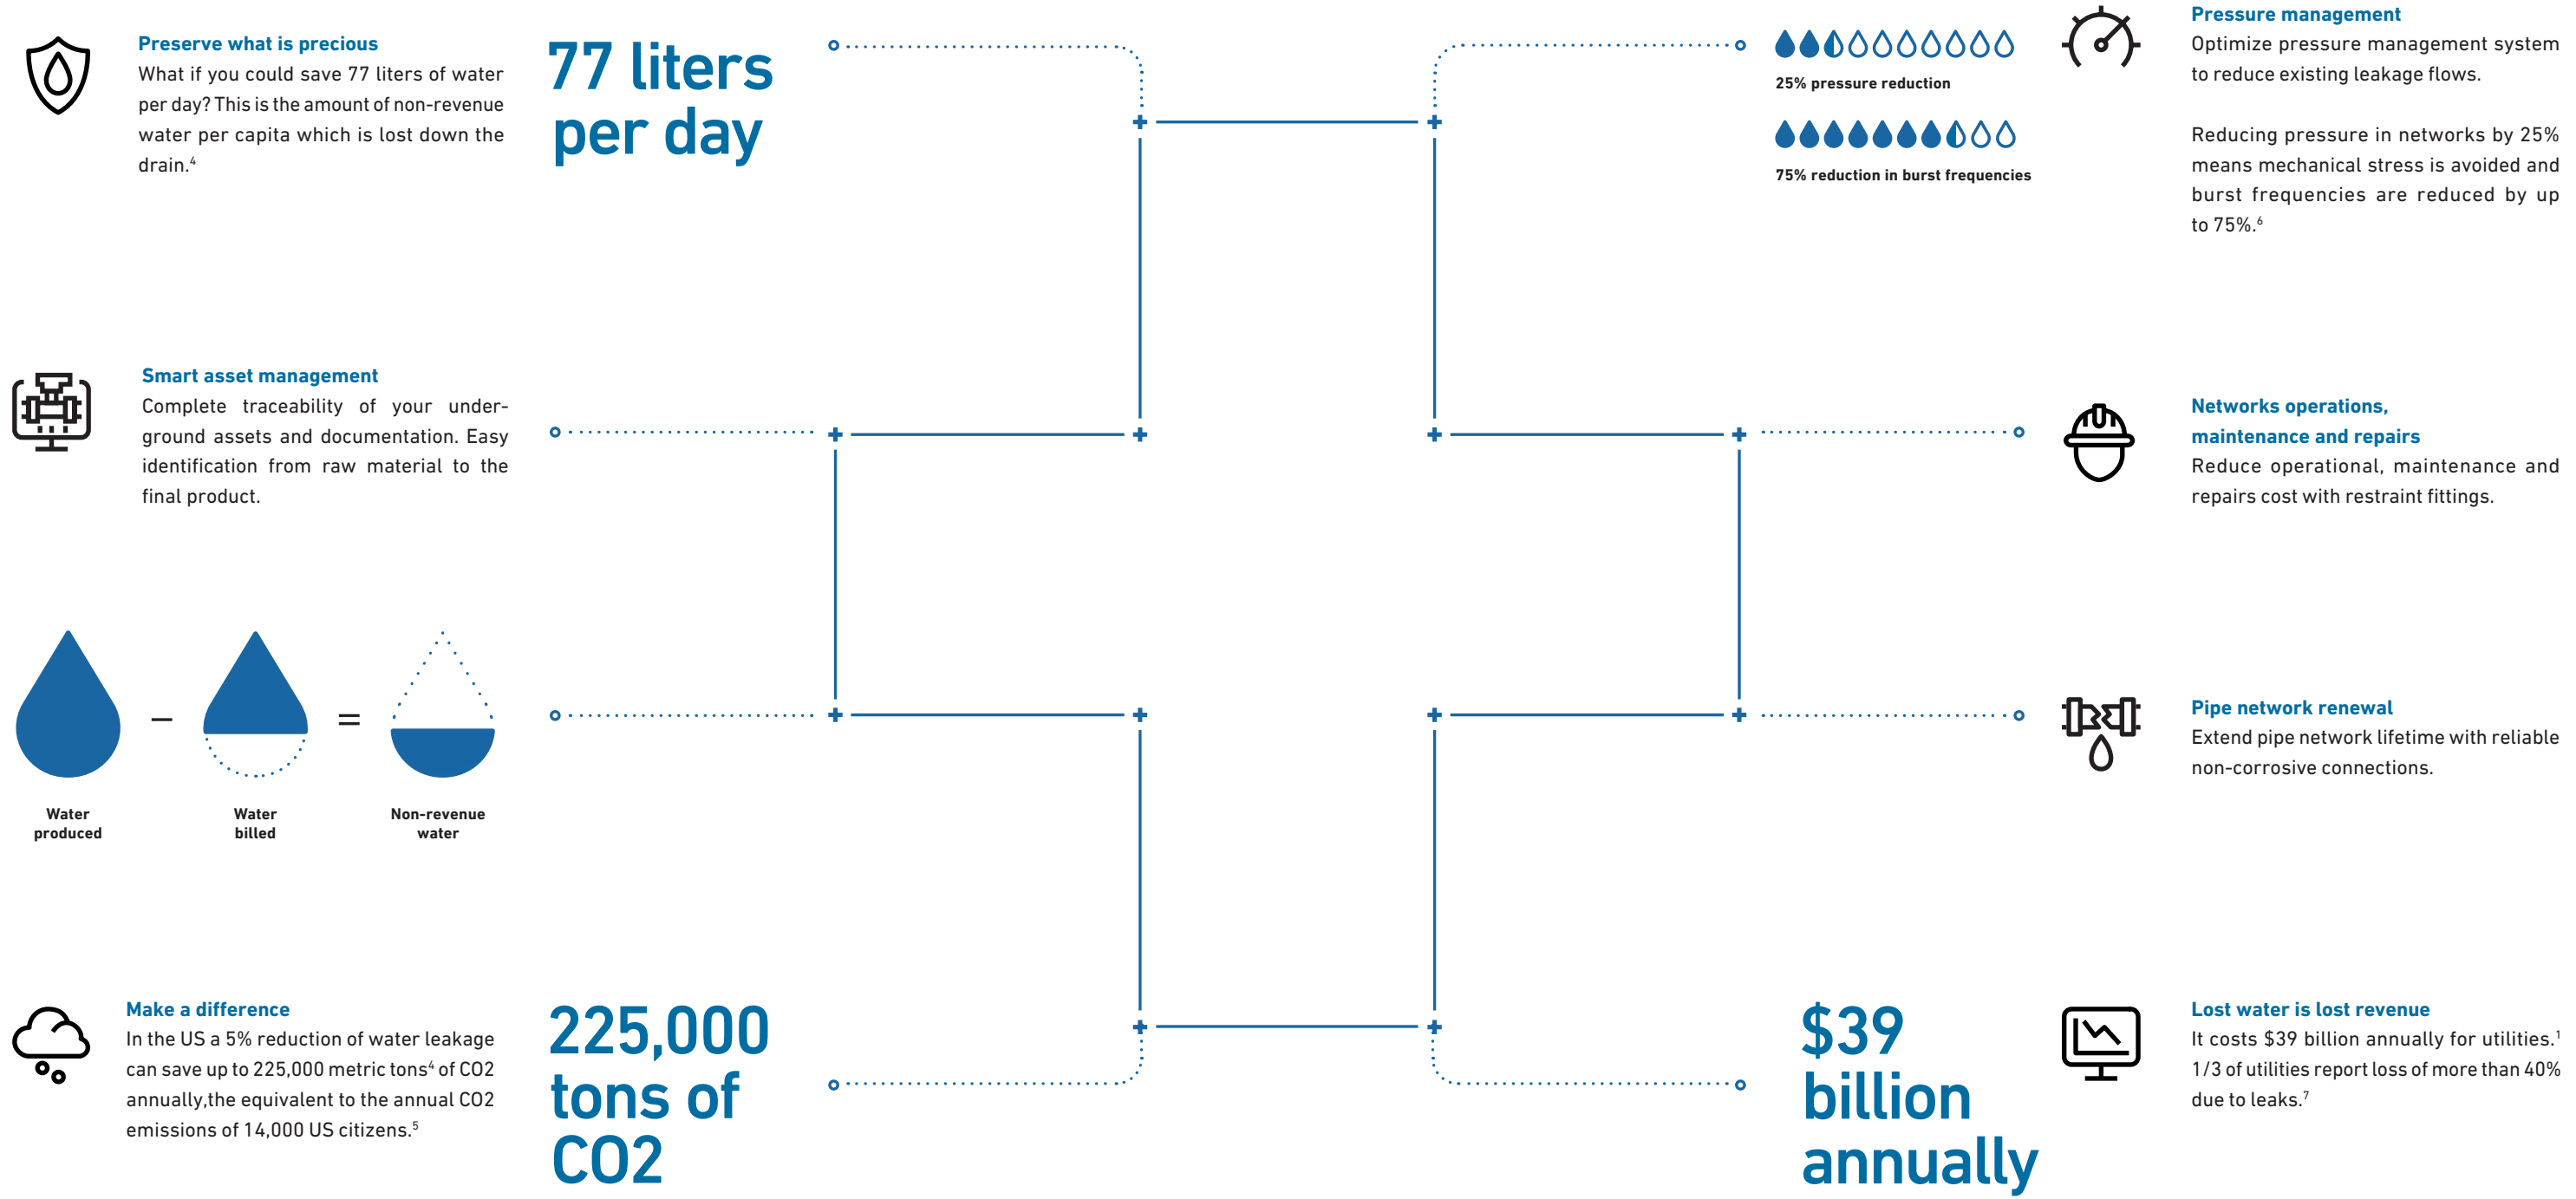 Preserve what is precious
What if you could save 77 liters of water
per day? This is the amount of non-revenue
water per capita which is lost down the
drain.⁴
77 liters
per day
25% pressure reduction
75% reduction in burst frequencies
Pressure management
Optimize pressure management system
to reduce existing leakage flows.
Reducing pressure in networks by 25%
means mechanical stress is avoided and
burst frequencies are reduced by up
to 75%.⁶
Smart asset management
Complete traceability of your under-
ground assets and documentation. Easy
identification from raw material to the
final product.
Networks operations,
maintenance and repairs
Reduce operational, maintenance and
repairs cost with restraint fittings.
–
=
Water
produced
Water
billed
Non-revenue
water
Pipe network renewal
Extend pipe network lifetime with reliable
non-corrosive connections.
Make a difference
In the US a 5% reduction of water leakage
can save up to 225,000 metric tons⁴ of CO2
annually,the equivalent to the annual CO2
emissions of 14,000 US citizens.⁵
225,000
tons of
CO2
$39
billion
annually
Lost water is lost revenue
It costs $39 billion annually for utilities.¹
1/3 of utilities report loss of more than 40%
due to leaks.⁷